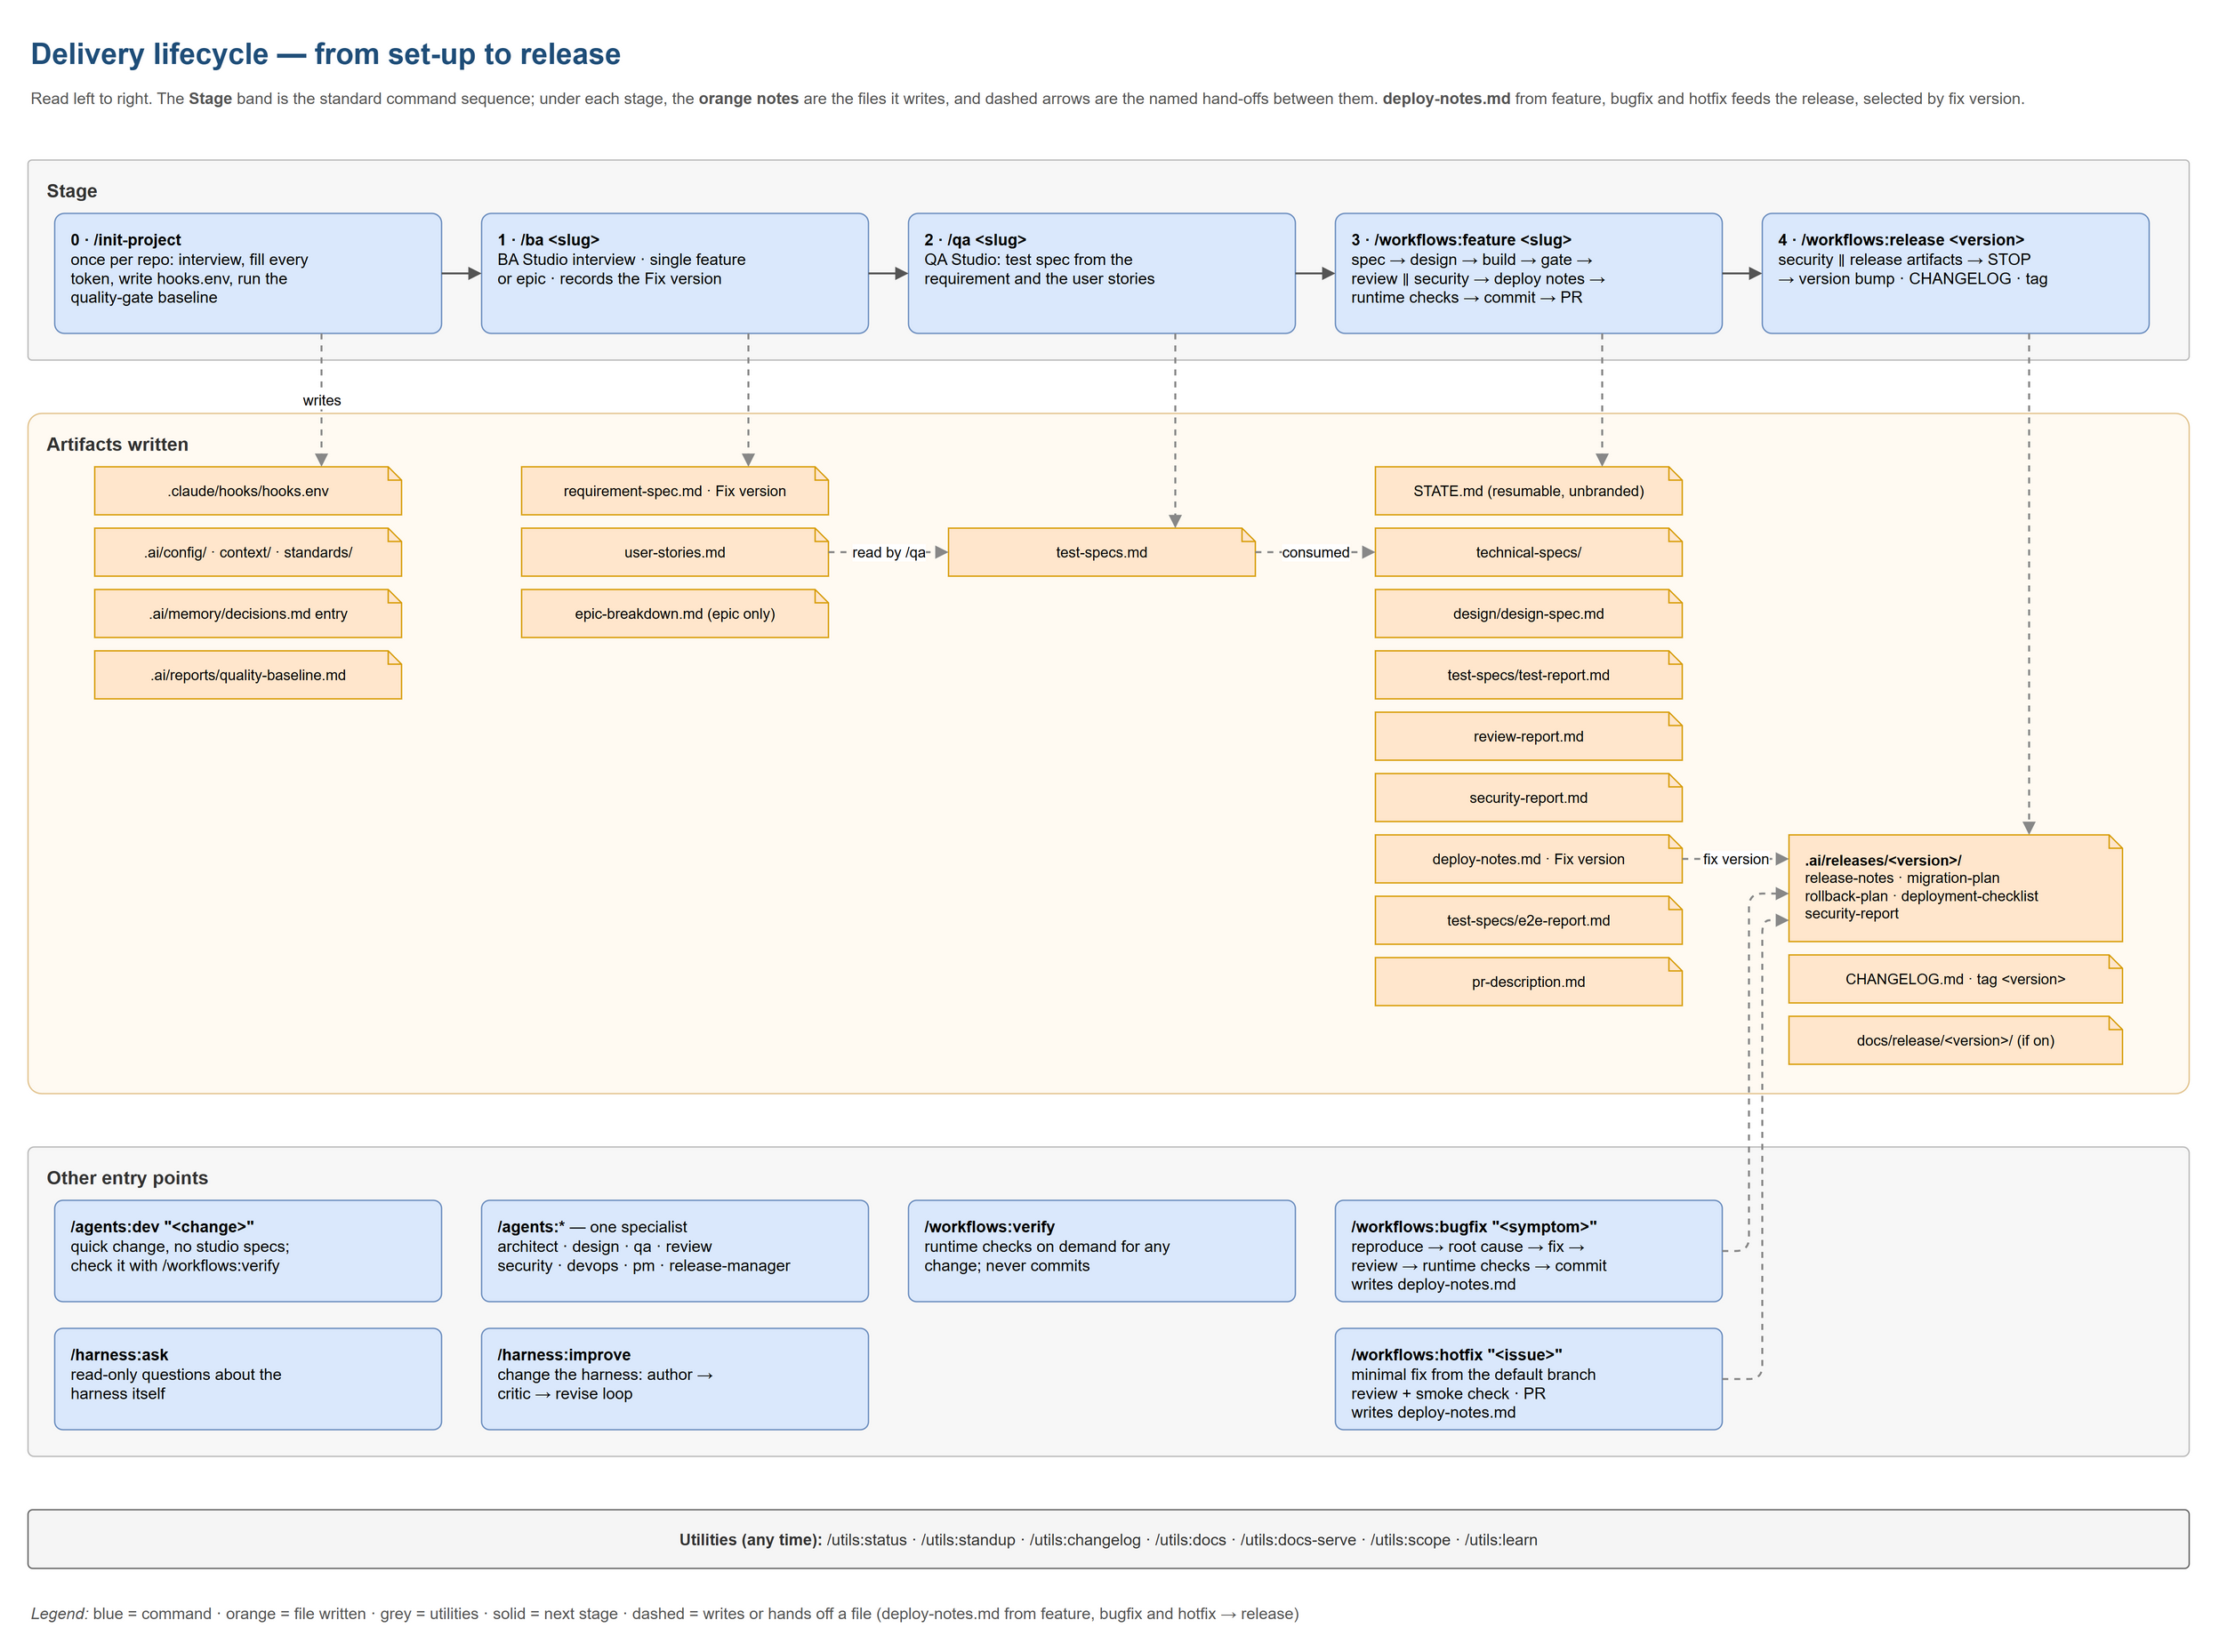 Delivery lifecycle — from set-up to release
Read left to right. The Stage band is the standard command sequence; under each stage, the orange notes are the files it writes, and dashed arrows are the named hand-offs between them. deploy-notes.md from feature, bugfix and hotfix feeds the release, selected by fix version.
Stage
0 · /init-project
once per repo: interview, fill every
token, write hooks.env, run the
quality-gate baseline
1 · /ba <slug>
BA Studio interview · single feature
or epic · records the Fix version
2 · /qa <slug>
QA Studio: test spec from the
requirement and the user stories
3 · /workflows:feature <slug>
spec → design → build → gate →
review ∥ security → deploy notes →
runtime checks → commit → PR
4 · /workflows:release <version>
security ∥ release artifacts → STOP
→ version bump · CHANGELOG · tag
writes
Artifacts written
.claude/hooks/hooks.env
.ai/config/ · context/ · standards/
.ai/memory/decisions.md entry
.ai/reports/quality-baseline.md
requirement-spec.md · Fix version
user-stories.md
epic-breakdown.md (epic only)
read by /qa
test-specs.md
consumed
STATE.md (resumable, unbranded)
technical-specs/
design/design-spec.md
test-specs/test-report.md
review-report.md
security-report.md
deploy-notes.md · Fix version
test-specs/e2e-report.md
pr-description.md
fix version
.ai/releases/<version>/
release-notes · migration-plan
rollback-plan · deployment-checklist
security-report
CHANGELOG.md · tag <version>
docs/release/<version>/ (if on)
Other entry points
/agents:dev "<change>"
quick change, no studio specs;
check it with /workflows:verify
/agents:* — one specialist
architect · design · qa · review
security · devops · pm · release-manager
/workflows:verify
runtime checks on demand for any
change; never commits
/workflows:bugfix "<symptom>"
reproduce → root cause → fix →
review → runtime checks → commit
writes deploy-notes.md
/harness:ask
read-only questions about the
harness itself
/harness:improve
change the harness: author →
critic → revise loop
/workflows:hotfix "<issue>"
minimal fix from the default branch
review + smoke check · PR
writes deploy-notes.md
Utilities (any time): /utils:status · /utils:standup · /utils:changelog · /utils:docs · /utils:docs-serve · /utils:scope · /utils:learn
Legend: blue = command · orange = file written · grey = utilities · solid = next stage · dashed = writes or hands off a file (deploy-notes.md from feature, bugfix and hotfix → release)